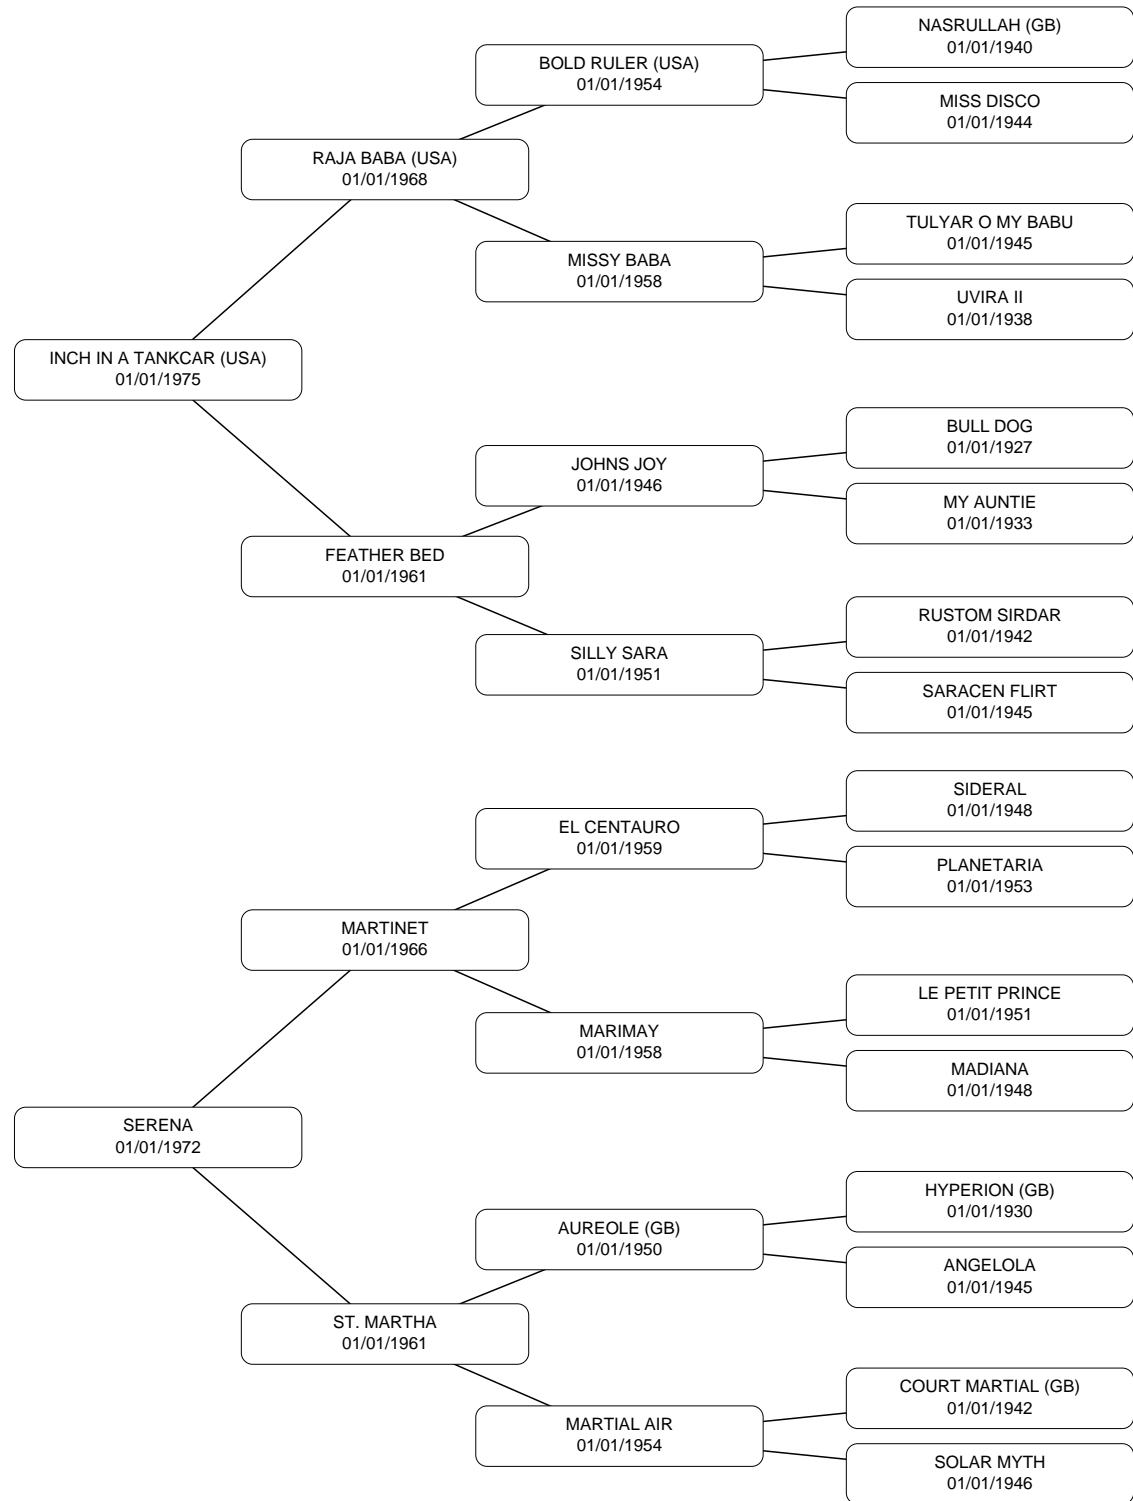 NASRULLAH (GB)
01/01/1940
BOLD RULER (USA)
01/01/1954
MISS DISCO
01/01/1944
RAJA BABA (USA)
01/01/1968
TULYAR O MY BABU
01/01/1945
MISSY BABA
01/01/1958
UVIRA II
01/01/1938
INCH IN A TANKCAR (USA)
01/01/1975
BULL DOG
01/01/1927
JOHNS JOY
01/01/1946
MY AUNTIE
01/01/1933
FEATHER BED
01/01/1961
RUSTOM SIRDAR
01/01/1942
SILLY SARA
01/01/1951
SARACEN FLIRT
01/01/1945
SIDERAL
01/01/1948
EL CENTAURO
01/01/1959
PLANETARIA
01/01/1953
MARTINET
01/01/1966
LE PETIT PRINCE
01/01/1951
MARIMAY
01/01/1958
MADIANA
01/01/1948
SERENA
01/01/1972
HYPERION (GB)
01/01/1930
AUREOLE (GB)
01/01/1950
ANGELOLA
01/01/1945
ST. MARTHA
01/01/1961
COURT MARTIAL (GB)
01/01/1942
MARTIAL AIR
01/01/1954
SOLAR MYTH
01/01/1946